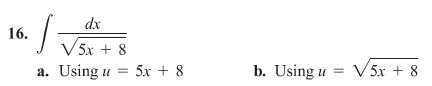 16. ∫ dx / √(5x + 8)
a. Using u = 5x + 8 b. Using u = √(5x + 8)